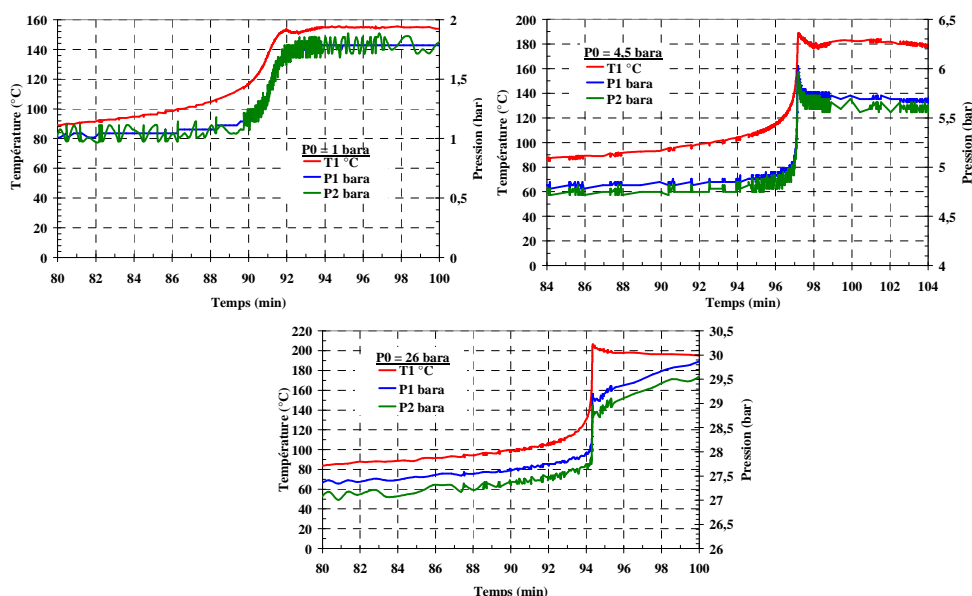 160
140
120
100
80
60
40
20
0
Température (°C)
2
1,5
1
0,5
0
Pression (bar)
P0 = 1 bara
T1 °C
P1 bara
P2 bara
80 82 84 86 88 90 92 94 96 98 100
Temps (min)
200
180
160
140
120
100
80
60
40
20
0
Température (°C)
6,5
6
5,5
5
4,5
4
Pression (bar)
P0 = 4,5 bara
T1 °C
P1 bara
P2 bara
84 86 88 90 92 94 96 98 100 102 104
Temps (min)
220
200
180
160
140
120
100
80
60
40
20
0
Température (°C)
30,5
30
29,5
29
28,5
28
27,5
27
26,5
26
Pression (bar)
P0 = 26 bara
T1 °C
P1 bara
P2 bara
80 82 84 86 88 90 92 94 96 98 100
Temps (min)